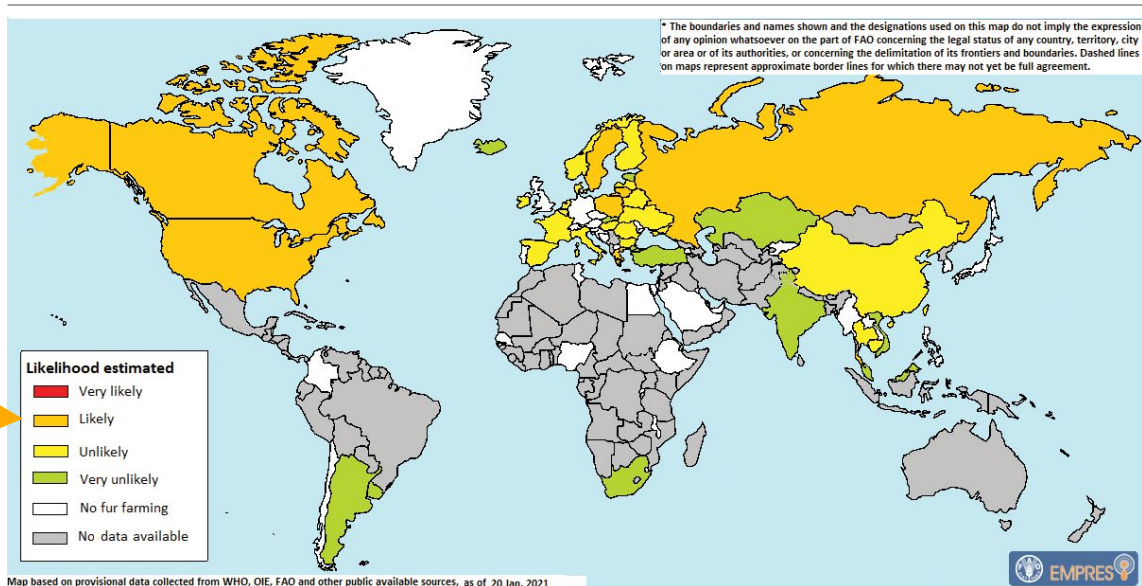 * The boundaries and names shown and the designations used on this map do not imply the expression
of any opinion whatsoever on the part of FAO concerning the legal status of any country, territory, city
or area or of its authorities, or concerning the delimitation of its frontiers and boundaries. Dashed lines
on maps represent approximate border lines for which there may not yet be full agreement.
Likelihood estimated
Very likely
Likely
Unlikely
Very unlikely
No fur farming
No data available
EMPRES
Map based on provisional data collected from WHO, OIE, FAO and other public available sources, as of 20 Jan. 2021